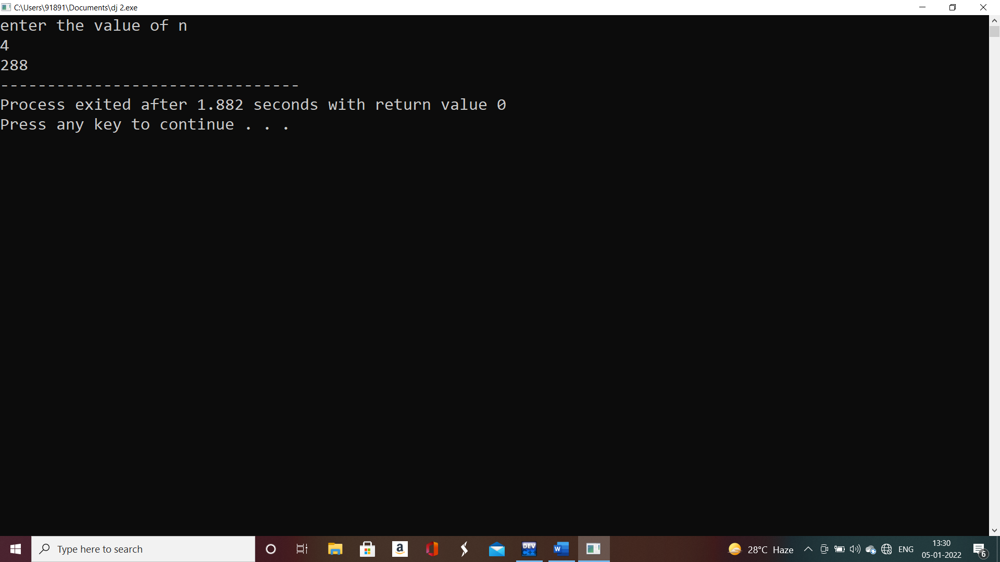 C:\Users\91891\Documents\dj 2.exe
enter the value of n
4
288
--------------------------------
Process exited after 1.882 seconds with return value 0
Press any key to continue . . .
Type here to search
a
DEV
C++
W
28°C Haze
ENG
13:30
05-01-2022
6